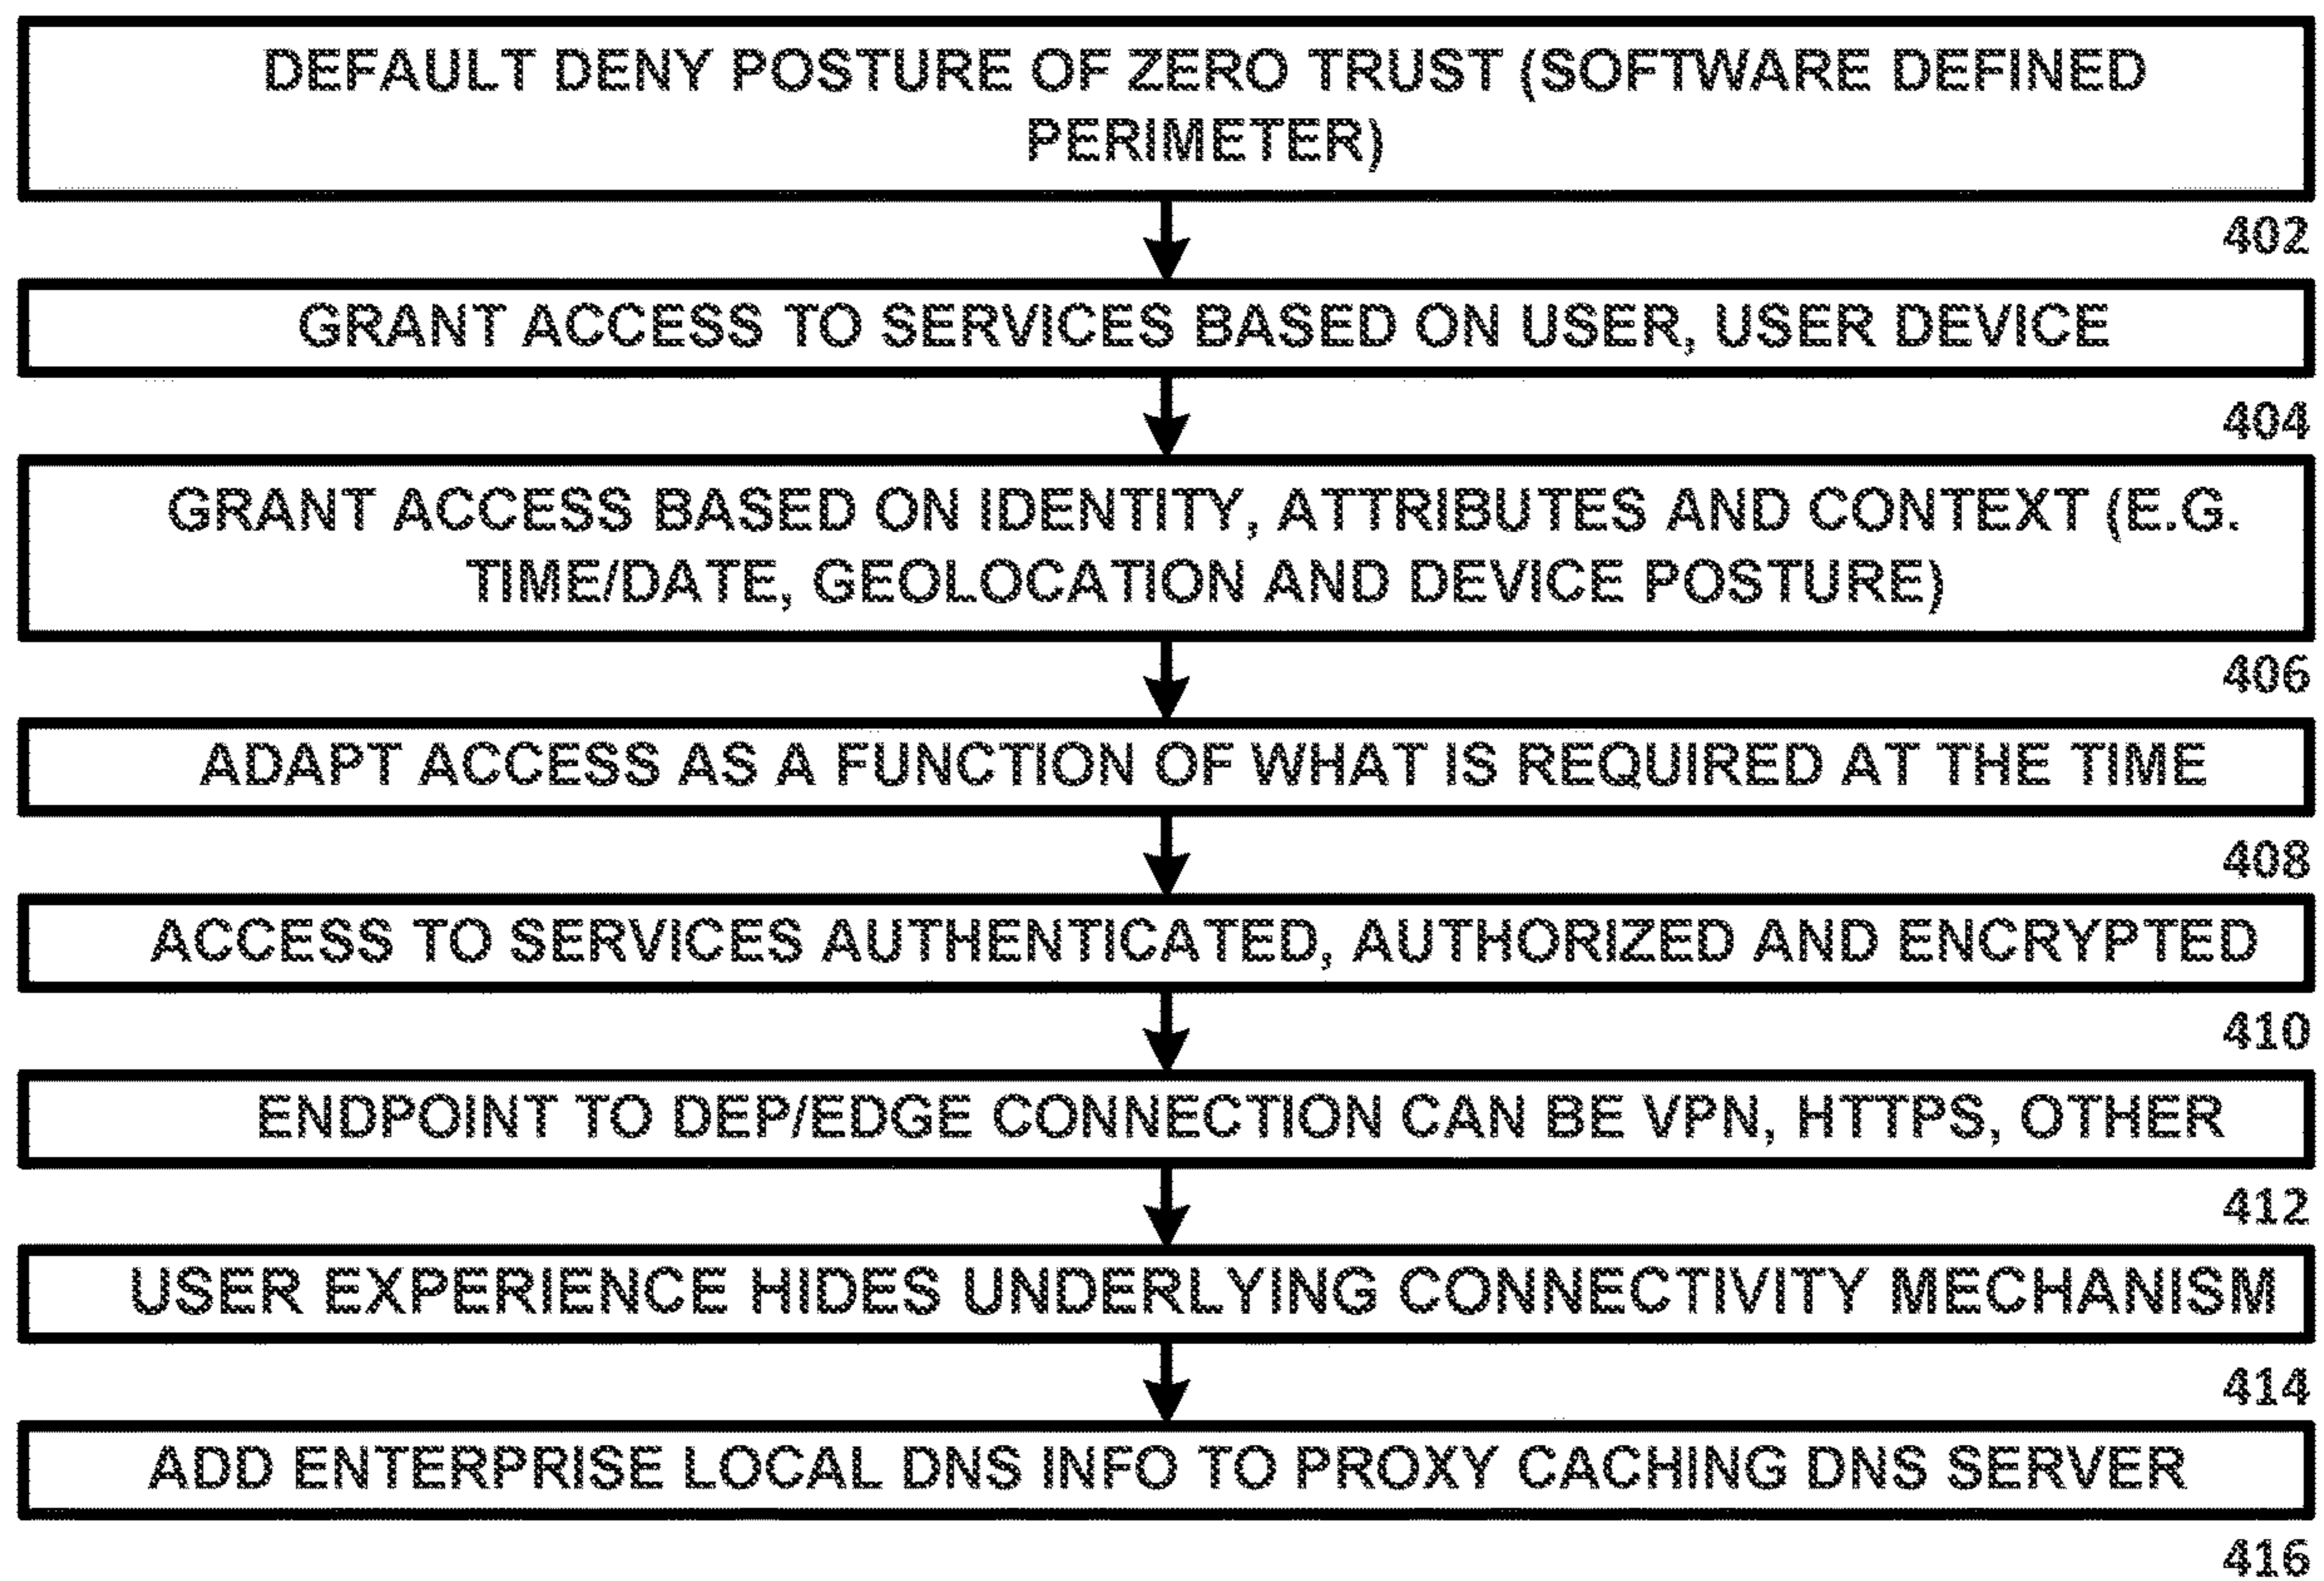 DEFAULT DENY POSTURE OF ZERO TRUST (SOFTWARE DEFINED
PERIMETER)
402
GRANT ACCESS TO SERVICES BASED ON USER, USER DEVICE
404
GRANT ACCESS BASED ON IDENTITY, ATTRIBUTES AND CONTEXT (E.G.
TIME/DATE, GEOLOCATION AND DEVICE POSTURE)
406
ADAPT ACCESS AS A FUNCTION OF WHAT IS REQUIRED AT THE TIME
408
ACCESS TO SERVICES AUTHENTICATED, AUTHORIZED AND ENCRYPTED
410
ENDPOINT TO DEP/EDGE CONNECTION CAN BE VPN, HTTPS, OTHER
412
USER EXPERIENCE HIDES UNDERLYING CONNECTIVITY MECHANISM
414
ADD ENTERPRISE LOCAL DNS INFO TO PROXY CACHING DNS SERVER
416